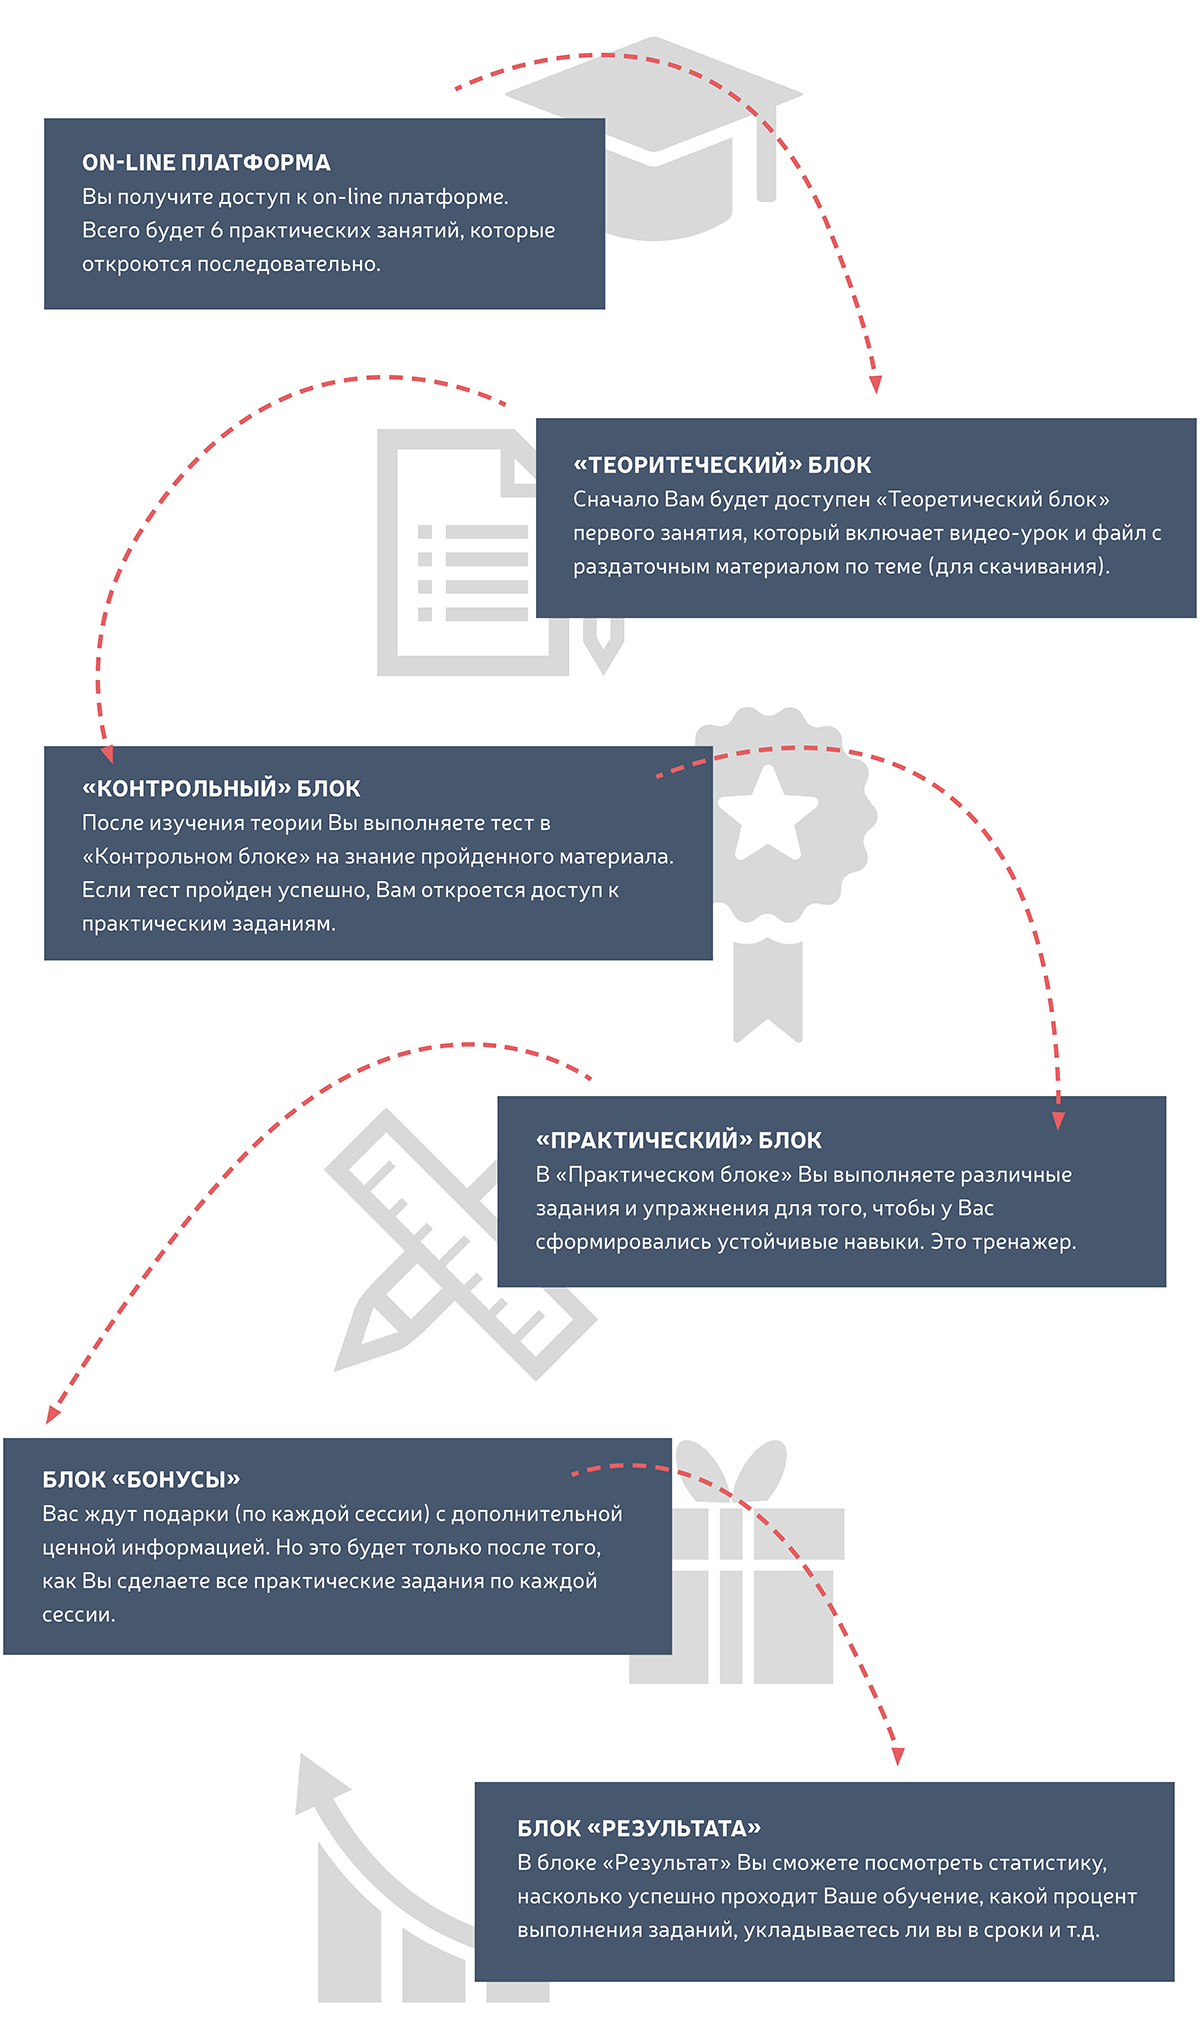 ON-LINE ПЛАТФОРМА
Вы получите доступ к on-line платформе.
Всего будет 6 практических занятий, которые
откроются последовательно.
«ТЕОРИТЕЧЕСКИЙ» БЛОК
Сначало Вам будет доступен «Теоретический блок»
первого занятия, который включает видео-урок и файл с
раздаточным материалом по теме (для скачивания).
«КОНТРОЛЬНЫЙ» БЛОК
После изучения теории Вы выполняете тест в
«Контрольном блоке» на знание пройденного материала.
Если тест пройден успешно, Вам откроется доступ к
практическим заданиям.
«ПРАКТИЧЕСКИЙ» БЛОК
В «Практическом блоке» Вы выполняете различные
задания и упражнения для того, чтобы у Вас
сформировались устойчивые навыки. Это тренажер.
БЛОК «БОНУСЫ»
Вас ждут подарки (по каждой сессии) с дополнительной
ценной информацией. Но это будет только после того,
как Вы сделаете все практические задания по каждой
сессии.
БЛОК «РЕЗУЛЬТАТА»
В блоке «Результат» Вы сможете посмотреть статистику,
насколько успешно проходит Ваше обучение, какой процент
выполнения заданий, укладываетесь ли вы в сроки и т.д.